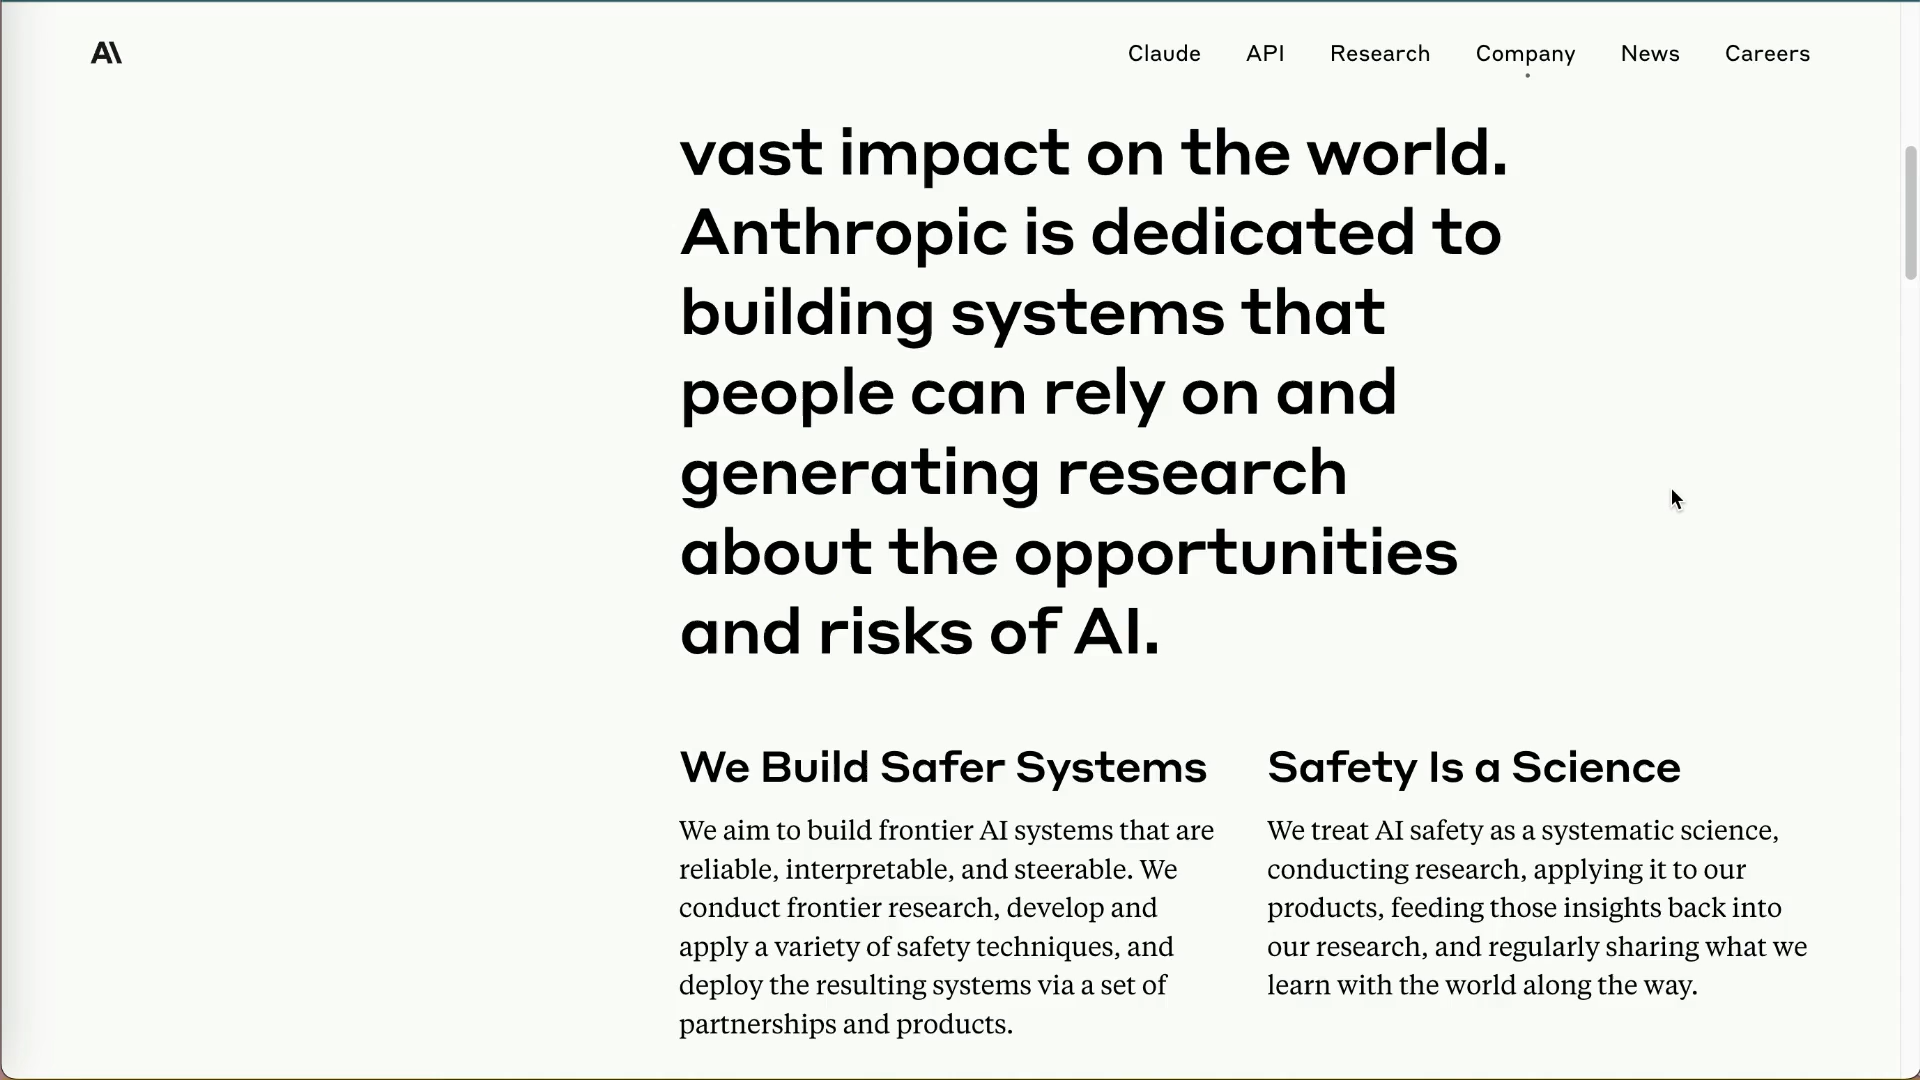 A\
Claude API Research Company News Careers
vast impact on the world.
Anthropic is dedicated to
building systems that
people can rely on and
generating research
about the opportunities
and risks of AI.
We Build Safer Systems
We aim to build frontier AI systems that are
reliable, interpretable, and steerable. We
conduct frontier research, develop and
apply a variety of safety techniques, and
deploy the resulting systems via a set of
partnerships and products.
Safety Is a Science
We treat AI safety as a systematic science,
conducting research, applying it to our
products, feeding those insights back into
our research, and regularly sharing what we
learn with the world along the way.